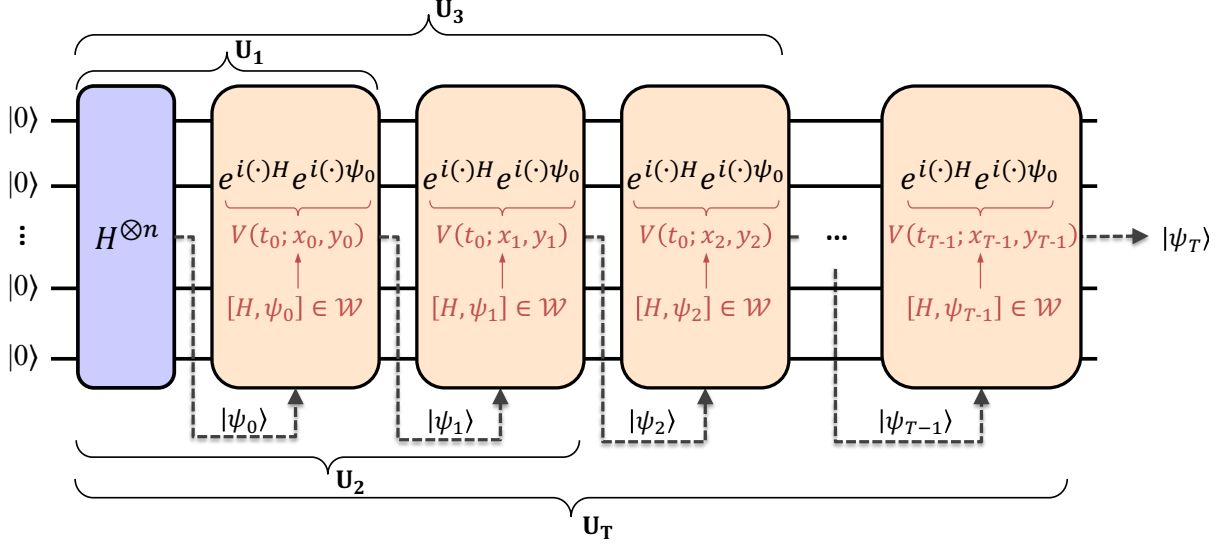 U₃
U₁
|0⟩
|0⟩
⋮
|0⟩
|0⟩
H^{⊗n}
e^{i(·)H} e^{i(·)ψ₀}
V(t₀; x₀, y₀)
[H, ψ₀] ∈ 𝒲
e^{i(·)H} e^{i(·)ψ₀}
V(t₀; x₁, y₁)
[H, ψ₁] ∈ 𝒲
e^{i(·)H} e^{i(·)ψ₀}
V(t₀; x₂, y₂)
[H, ψ₂] ∈ 𝒲
...
e^{i(·)H} e^{i(·)ψ₀}
V(t_{T-1}; x_{T-1}, y_{T-1})
[H, ψ_{T-1}] ∈ 𝒲
|ψ_T⟩
|ψ₀⟩
|ψ₁⟩
|ψ₂⟩
|ψ_{T−1}⟩
U₂
U_T